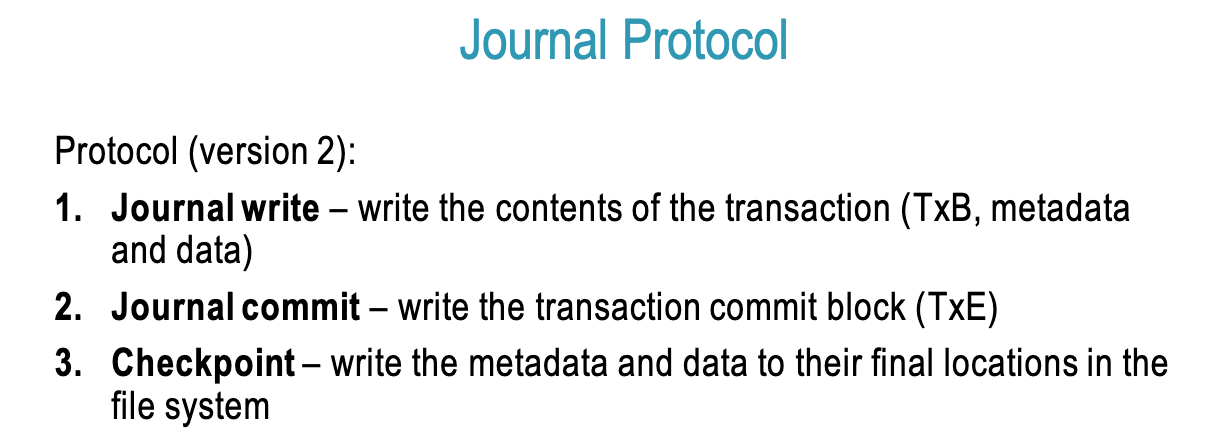 Journal Protocol
Protocol (version 2):
1. Journal write – write the contents of the transaction (TxB, metadata
and data)
2. Journal commit – write the transaction commit block (TxE)
3. Checkpoint – write the metadata and data to their final locations in the
file system